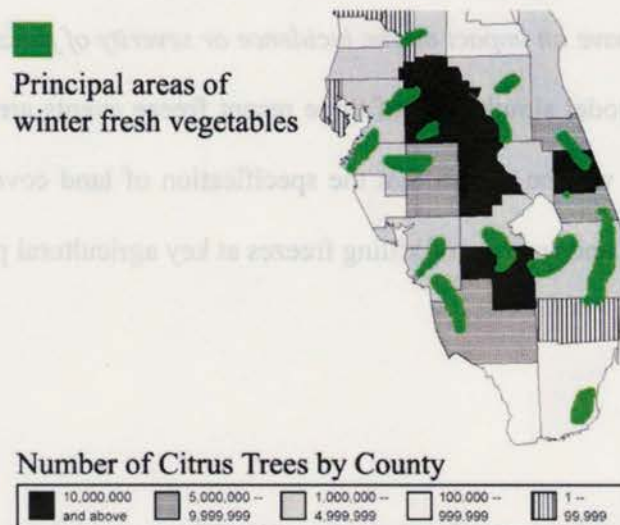 Principal areas of
winter fresh vegetables
Number of Citrus Trees by County
10,000,000
and above
5,000,000 --
9,999,999
1,000,000 --
4,999,999
100,000 --
999,999
1 --
99,999